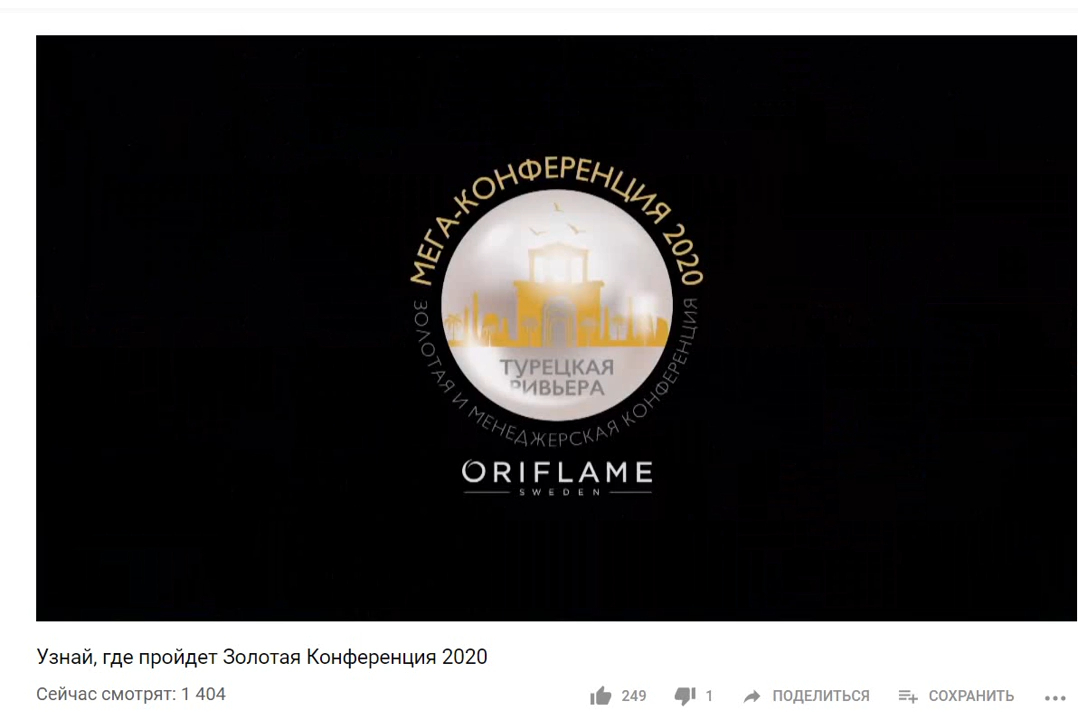 МЕГА-КОНФЕРЕНЦИЯ 2020
ТУРЕЦКАЯ
РИВЬЕРА
ЗОЛОТАЯ И МЕНЕДЖЕРСКАЯ КОНФЕРЕНЦИЯ
ORIFLAME
SWEDEN
Узнай, где пройдет Золотая Конференция 2020
Сейчас смотрят: 1 404
249 1 ПОДЕЛИТЬСЯ СОХРАНИТЬ